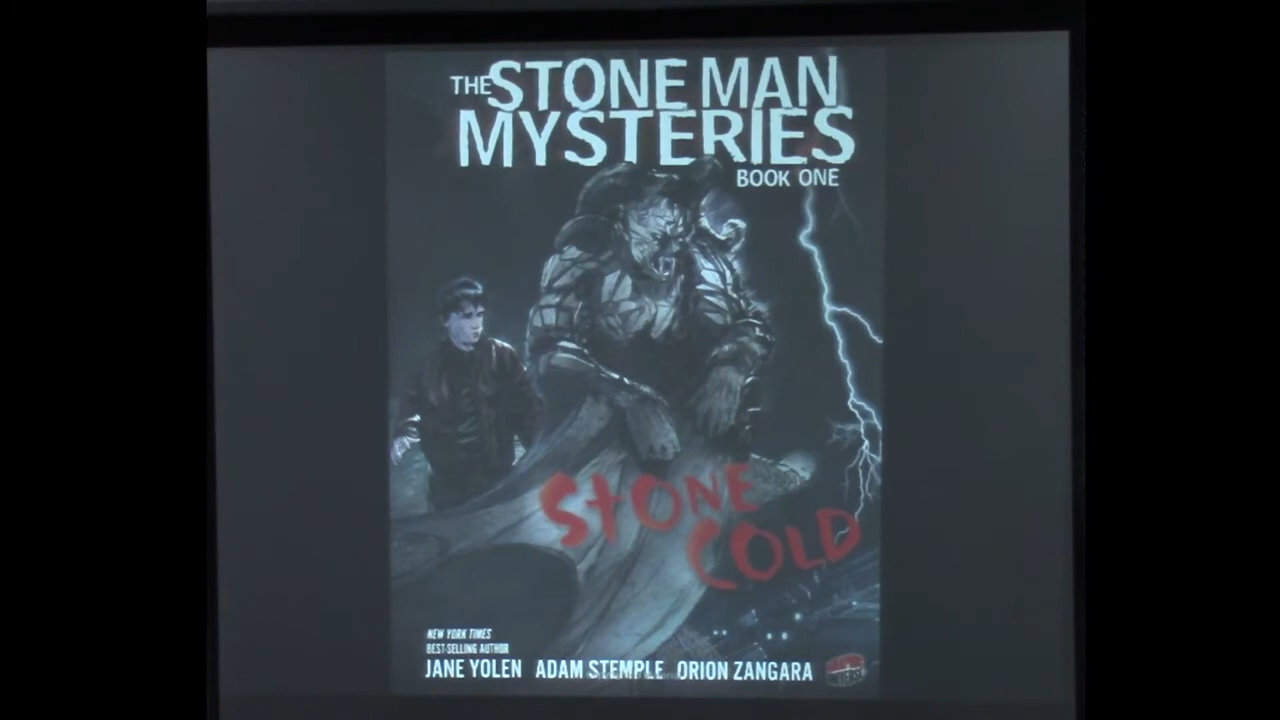 THE STONE MAN
MYSTERIES
BOOK ONE
STONE
COLD
NEW YORK TIMES
BEST-SELLING AUTHOR
JANE YOLEN ADAM STEMPLE ORION ZANGARA